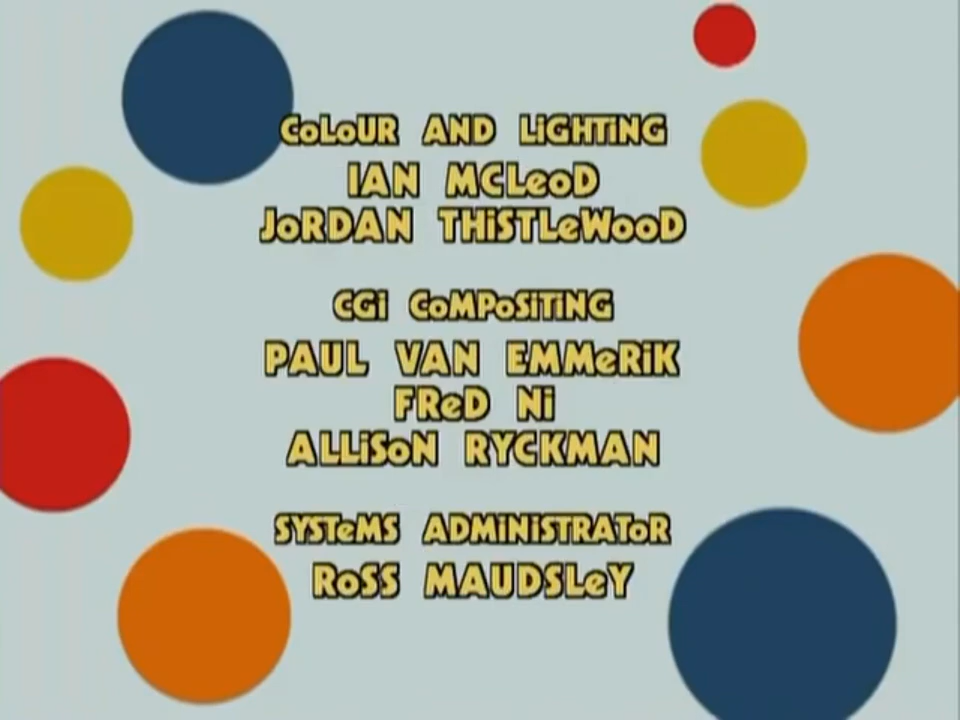 CoLoUR AND LiGHTiNG
IAN MCLeoD
JoRDAN THiSTLeWooD
CGi CoMPoSiTiNG
PAUL VAN EMMeRiK
FReD Ni
ALLiSoN RYCKMAN
SYSTeMS ADMiNiSTRAToR
RoSS MAUDSLeY